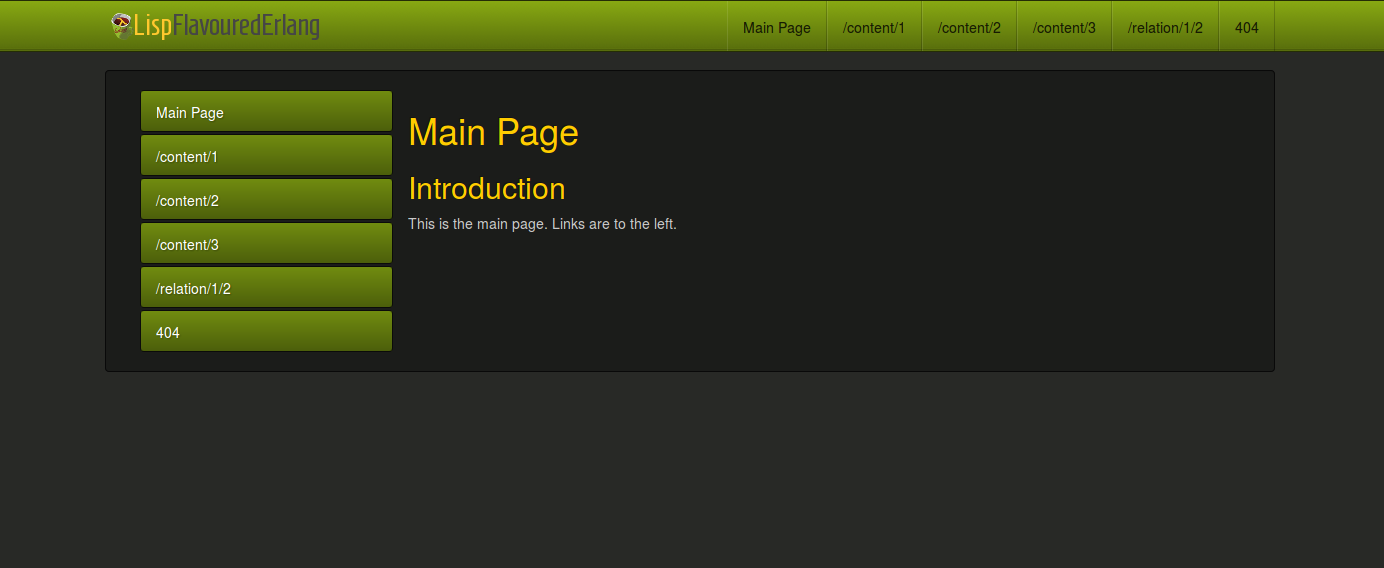 LispFlavouredErlang
Main Page /content/1 /content/2 /content/3 /relation/1/2 404
Main Page
/content/1
/content/2
/content/3
/relation/1/2
404
Main Page
Introduction
This is the main page. Links are to the left.